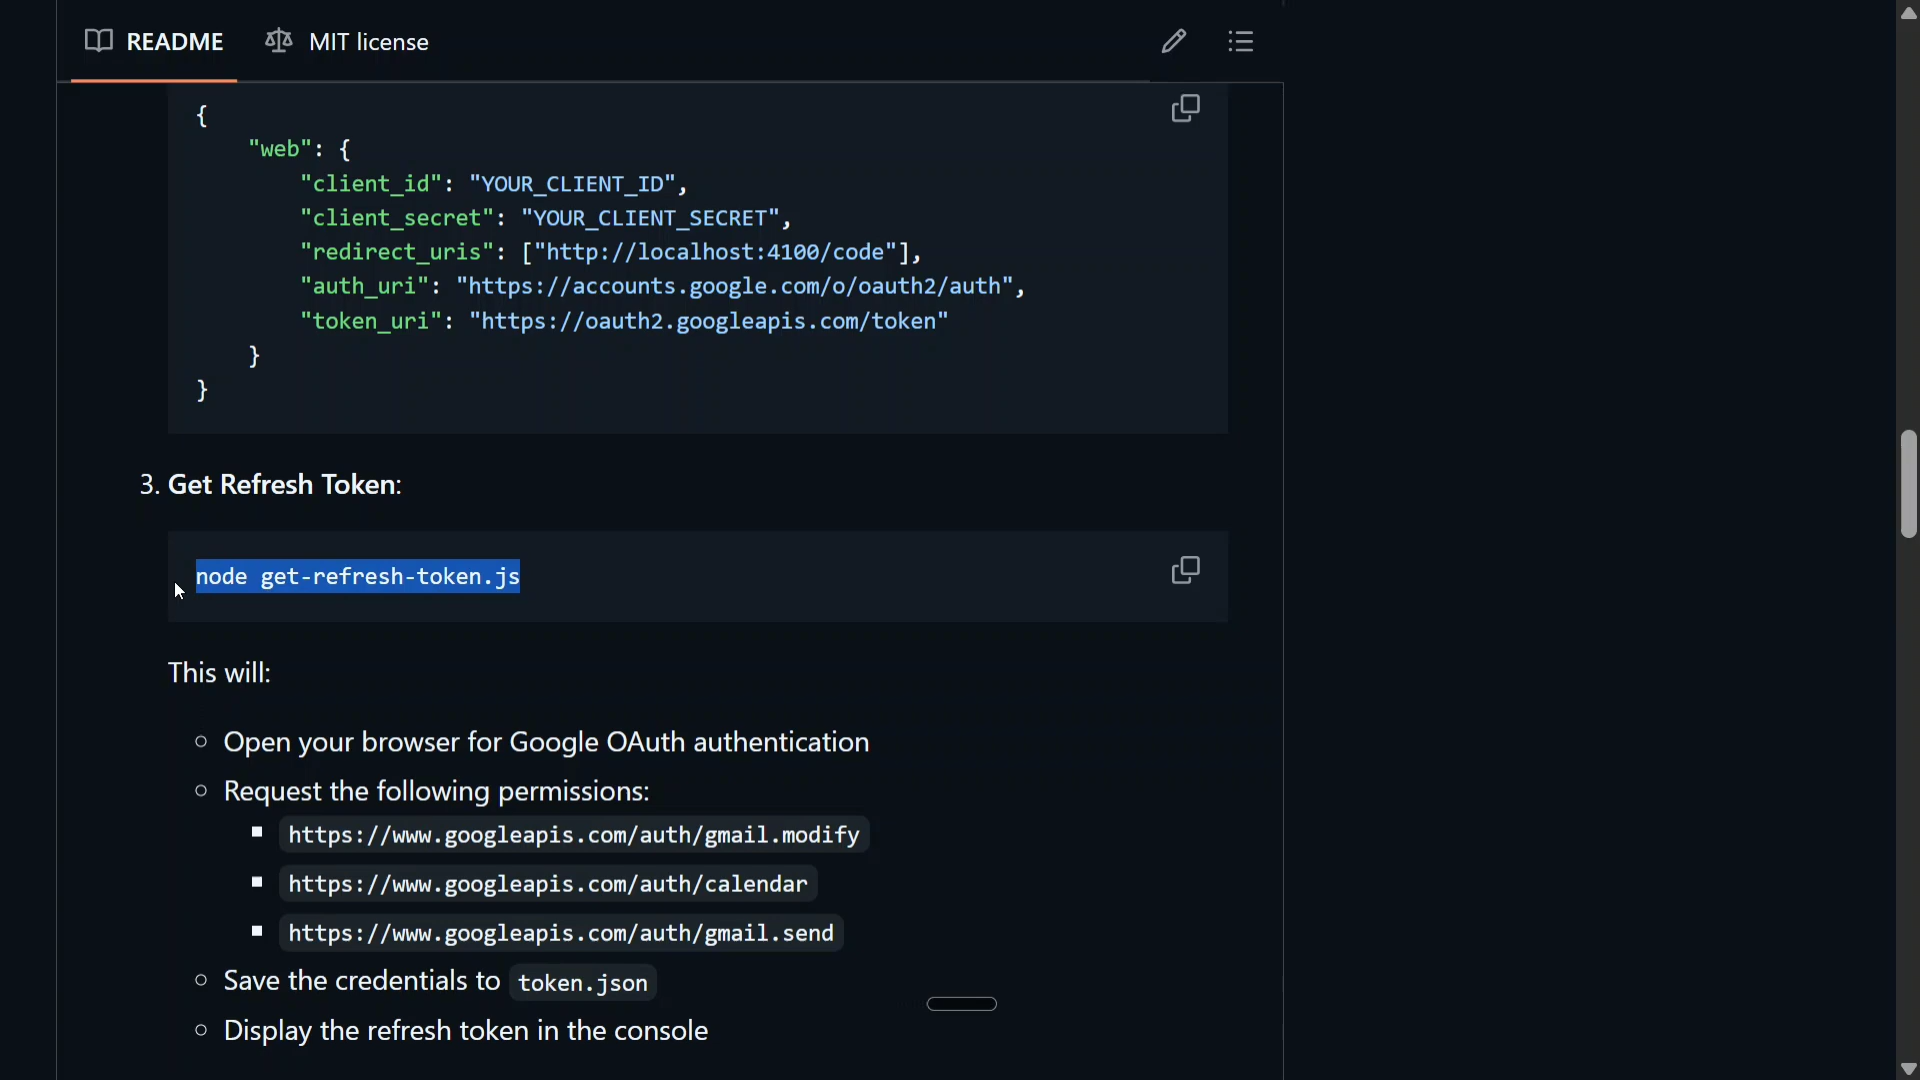 README MIT license
{
"web": {
"client_id": "YOUR_CLIENT_ID",
"client_secret": "YOUR_CLIENT_SECRET",
"redirect_uris": ["http://localhost:4100/code"],
"auth_uri": "https://accounts.google.com/o/oauth2/auth",
"token_uri": "https://oauth2.googleapis.com/token"
}
}
3. Get Refresh Token:
node get-refresh-token.js
This will:
Open your browser for Google OAuth authentication
Request the following permissions:
https://www.googleapis.com/auth/gmail.modify
https://www.googleapis.com/auth/calendar
https://www.googleapis.com/auth/gmail.send
Save the credentials to token.json
Display the refresh token in the console